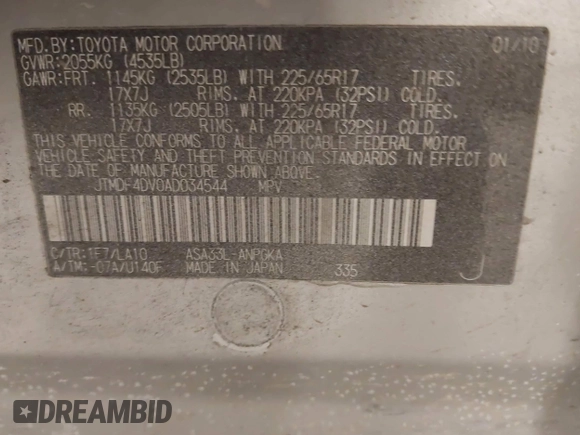 MFD.BY:TOYOTA MOTOR CORPORATION 01/10
GVWR:2055KG (4535LB)
GAWR:FRT. 1145KG (2535LB) WITH 225/65R17 TIRES.
17X7J RIMS. AT 220KPA (32PSI) COLD.
RR. 1135KG (2505LB) WITH 225/65R17 TIRES.
17X7J RIMS. AT 220KPA (32PSI) COLD.
THIS VEHICLE CONFORMS TO ALL APPLICABLE FEDERAL MOTOR
VEHICLE SAFETY AND THEFT PREVENTION STANDARDS IN EFFECT ON
THE DATE OF MANUFACTURE SHOWN ABOVE.
JTMDF4DV0AD034544 MPV
C/TR:1F7/LA10 ASA33L-ANPGKA
A/TM:-07A/U140F MADE IN JAPAN 335 J
DREAMBID